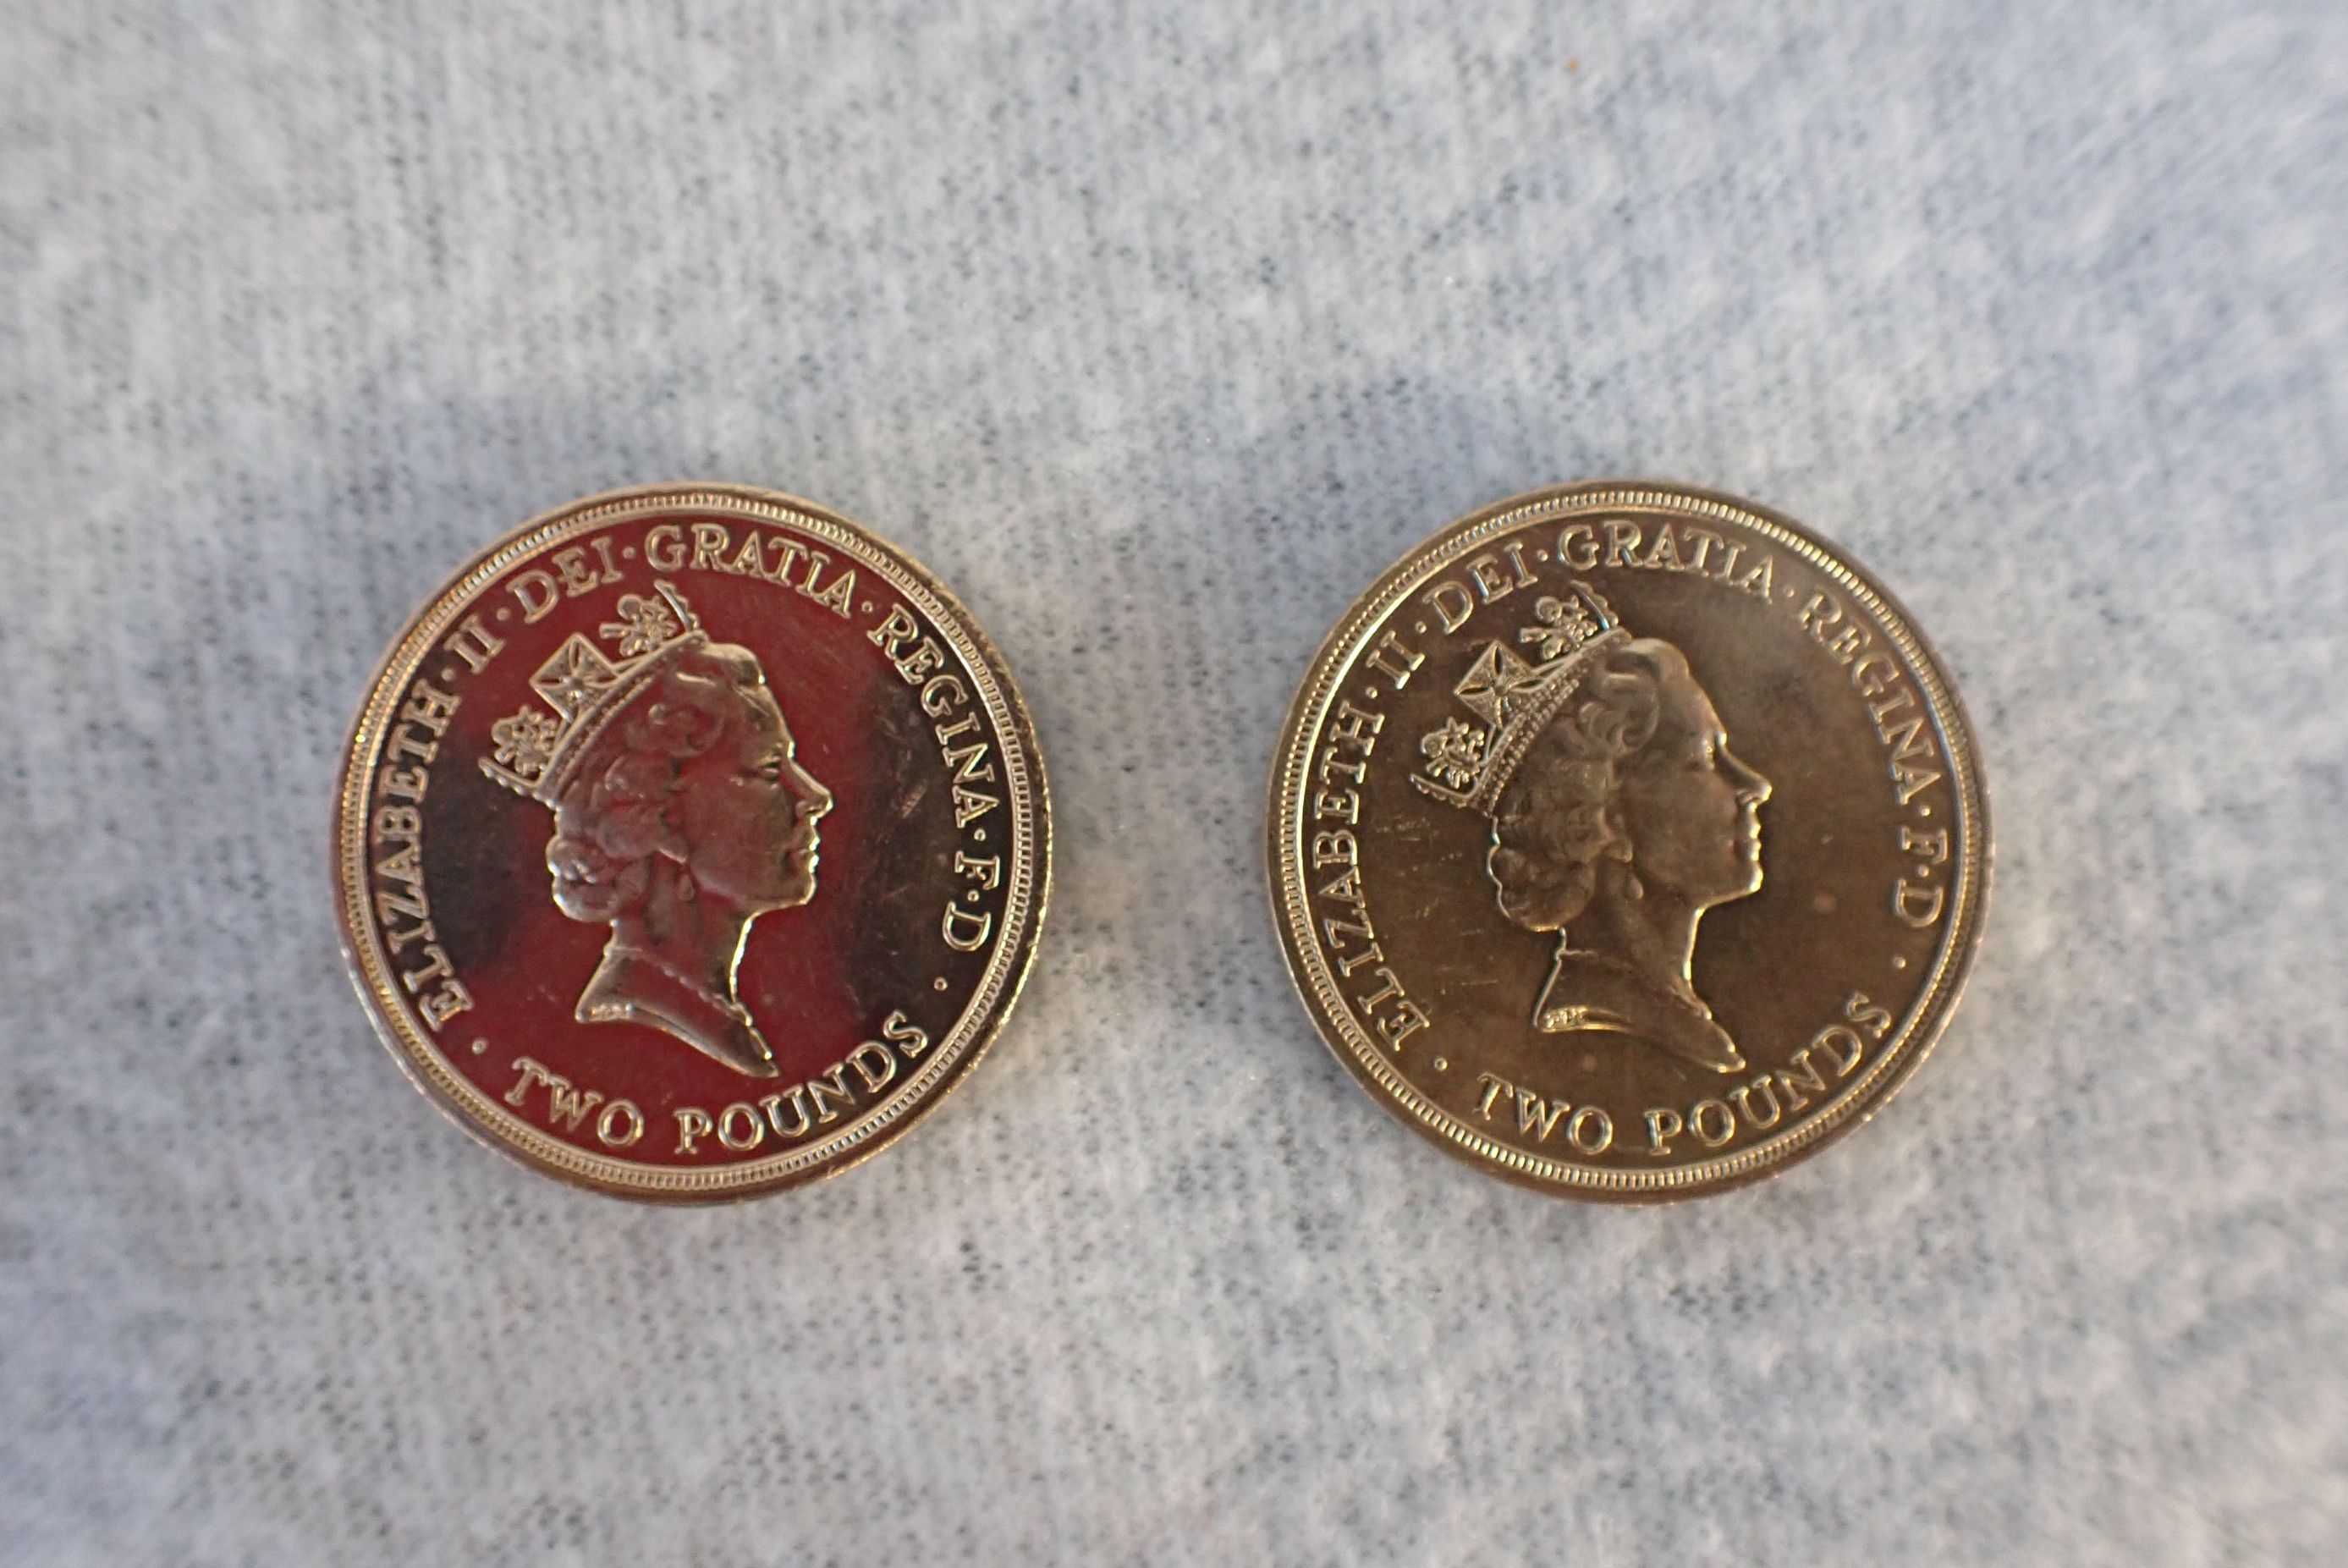 ELIZABETH·II·DEI·GRATIA·REGINA·F·D·
TWO POUNDS
ELIZABETH·II·DEI·GRATIA·REGINA·F·D·
TWO POUNDS